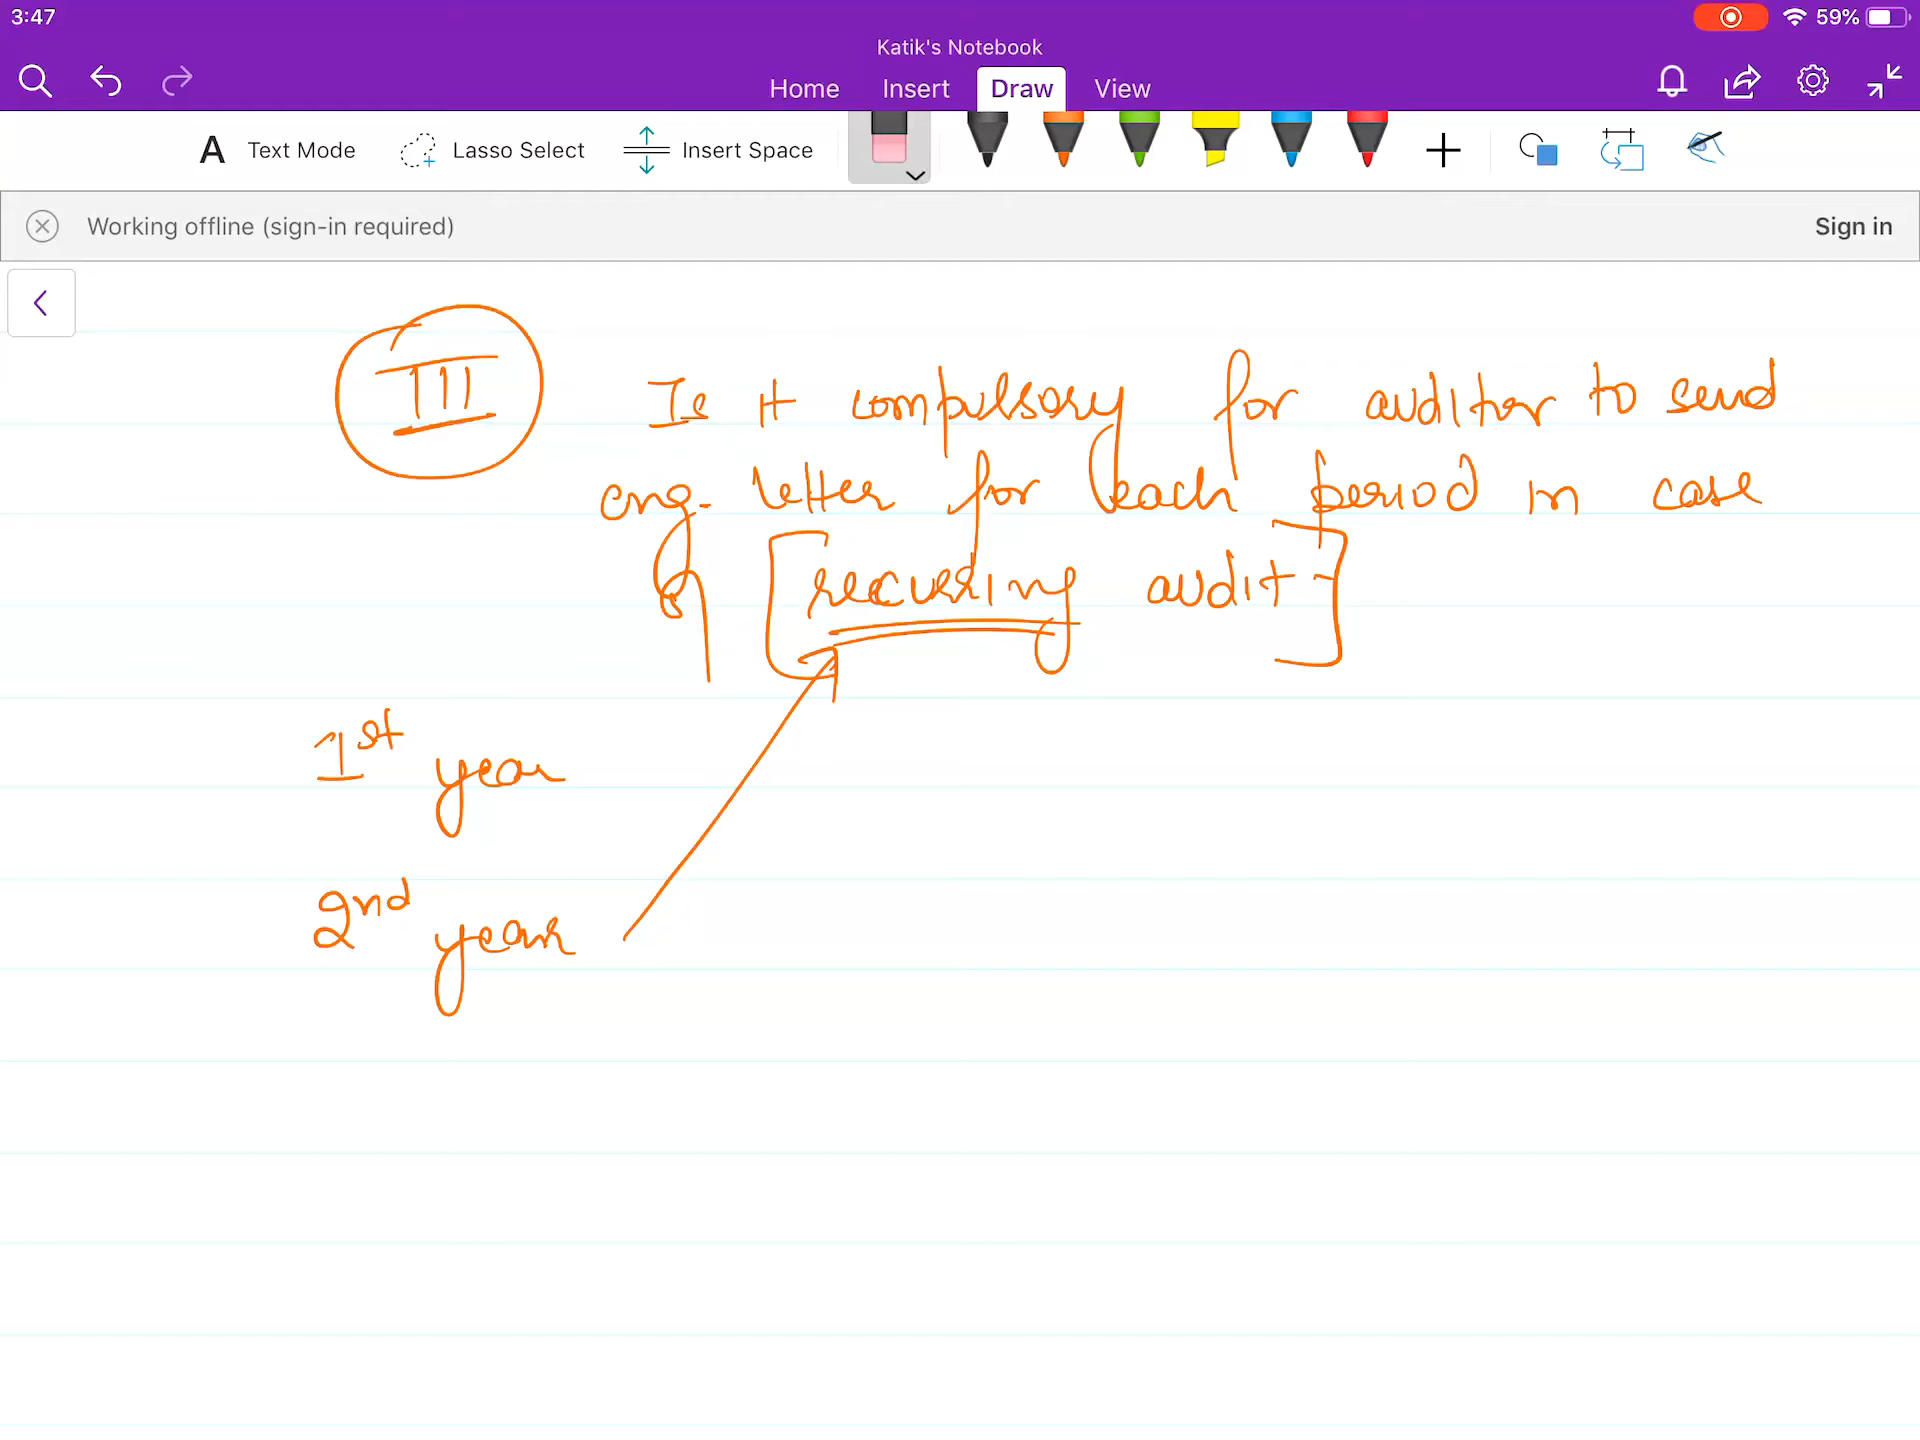 3:47
59%
Katik's Notebook
Home Insert Draw View
A Text Mode Lasso Select Insert Space
Working offline (sign-in required) Sign in
III Is it compulsory for auditor to send
eng. letter for each period in case
of [recurring audit]
1st year
2nd year